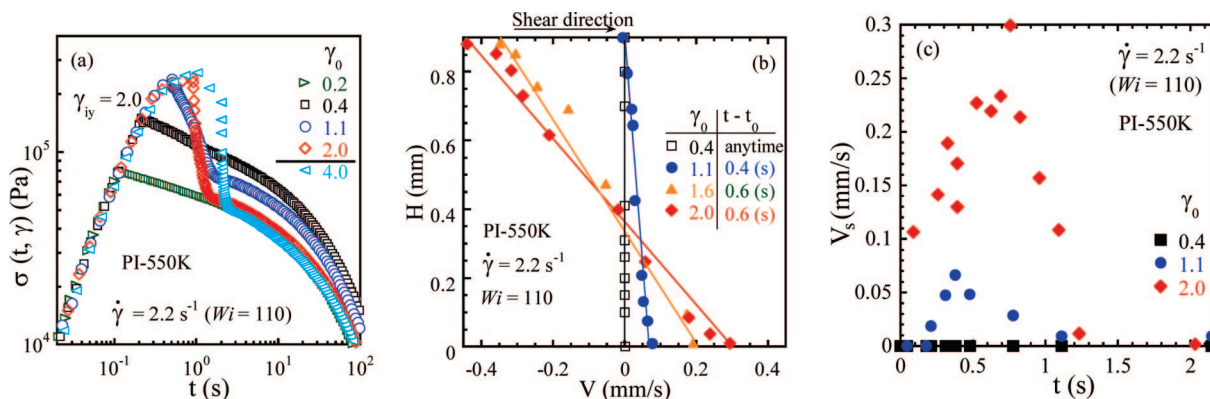 (a)
γ0
0.2
0.4
1.1
2.0
4.0
γiy = 2.0
10^5
10^4
σ (t, γ) (Pa)
PI-550K
γ̇ = 2.2 s-1 (Wi = 110)
10^-1 10^0 10^1 10^2
t (s)
Shear direction
(b)
0.8
0.6
0.4
0.2
0
H (mm)
γ0 t - t0
0.4 anytime
1.1 0.4 (s)
1.6 0.6 (s)
2.0 0.6 (s)
PI-550K
γ̇ = 2.2 s-1
Wi = 110
-0.4 -0.2 0 0.2 0.4
V (mm/s)
(c)
0.3
0.25
0.2
0.15
0.1
0.05
0
Vs (mm/s)
γ̇ = 2.2 s-1
(Wi = 110)
PI-550K
γ0
0.4
1.1
2.0
0 0.5 1 1.5 2
t (s)